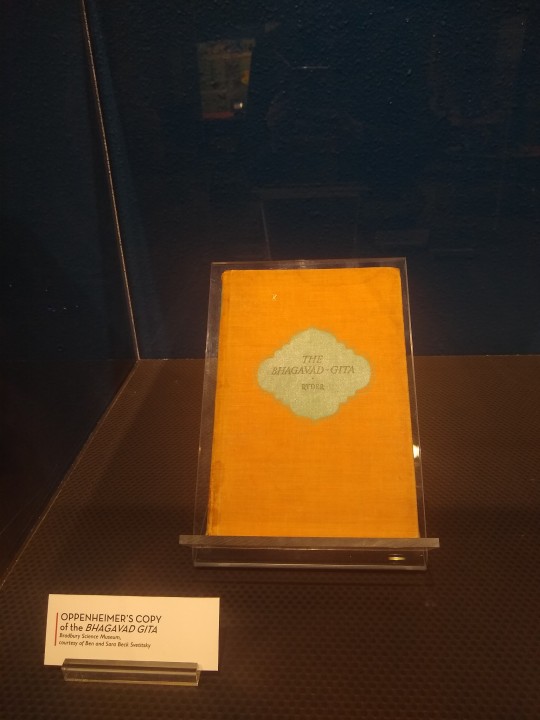 THE
BHAGAVAD-GITA
RYDER
OPPENHEIMER'S COPY
of the BHAGAVAD GITA
Bradbury Science Museum,
courtesy of Ben and Sara Beck Svetitsky